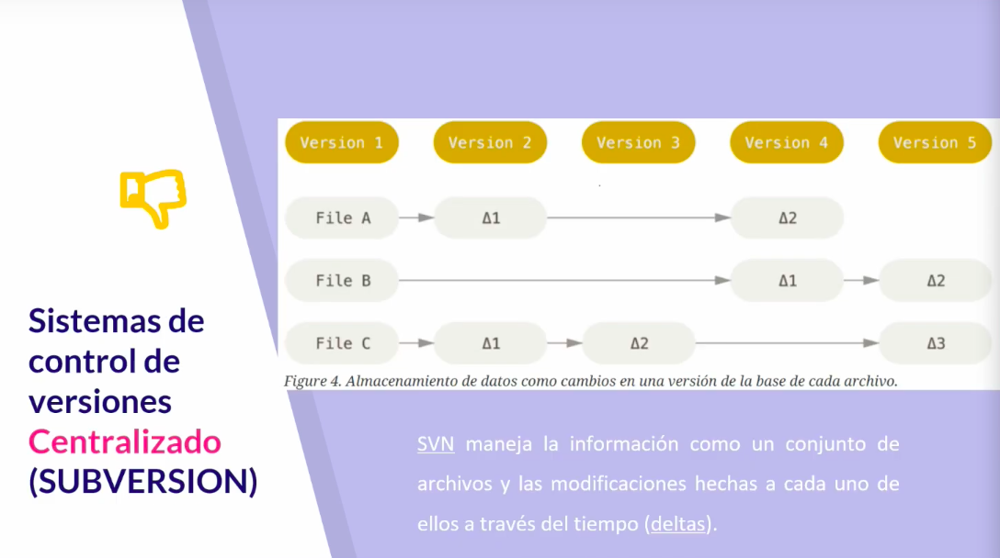 Version 1 Version 2 Version 3 Version 4 Version 5
File A Δ1 Δ2
File B Δ1 Δ2
File C Δ1 Δ2 Δ3
Figure 4. Almacenamiento de datos como cambios en una versión de la base de cada archivo.
Sistemas de
control de
versiones
Centralizado
(SUBVERSION)
SVN maneja la información como un conjunto de
archivos y las modificaciones hechas a cada uno de
ellos a través del tiempo (deltas).